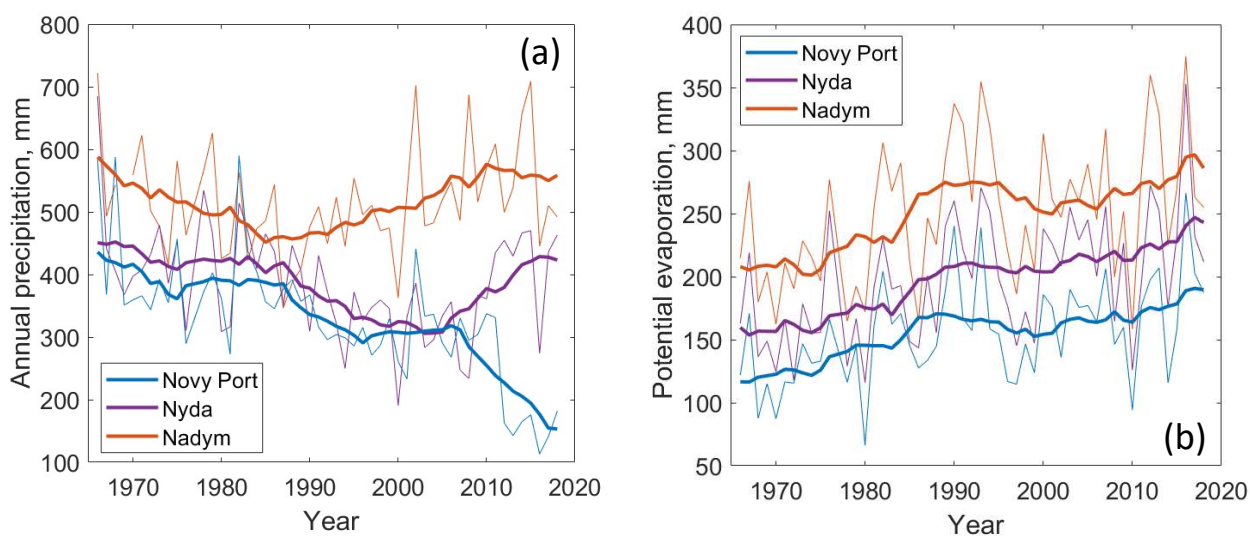 (a)
Annual precipitation, mm
800
700
600
500
400
300
200
100
Novy Port
Nyda
Nadym
1970 1980 1990 2000 2010 2020
Year
(b)
Potential evaporation, mm
400
350
300
250
200
150
100
50
Novy Port
Nyda
Nadym
1970 1980 1990 2000 2010 2020
Year